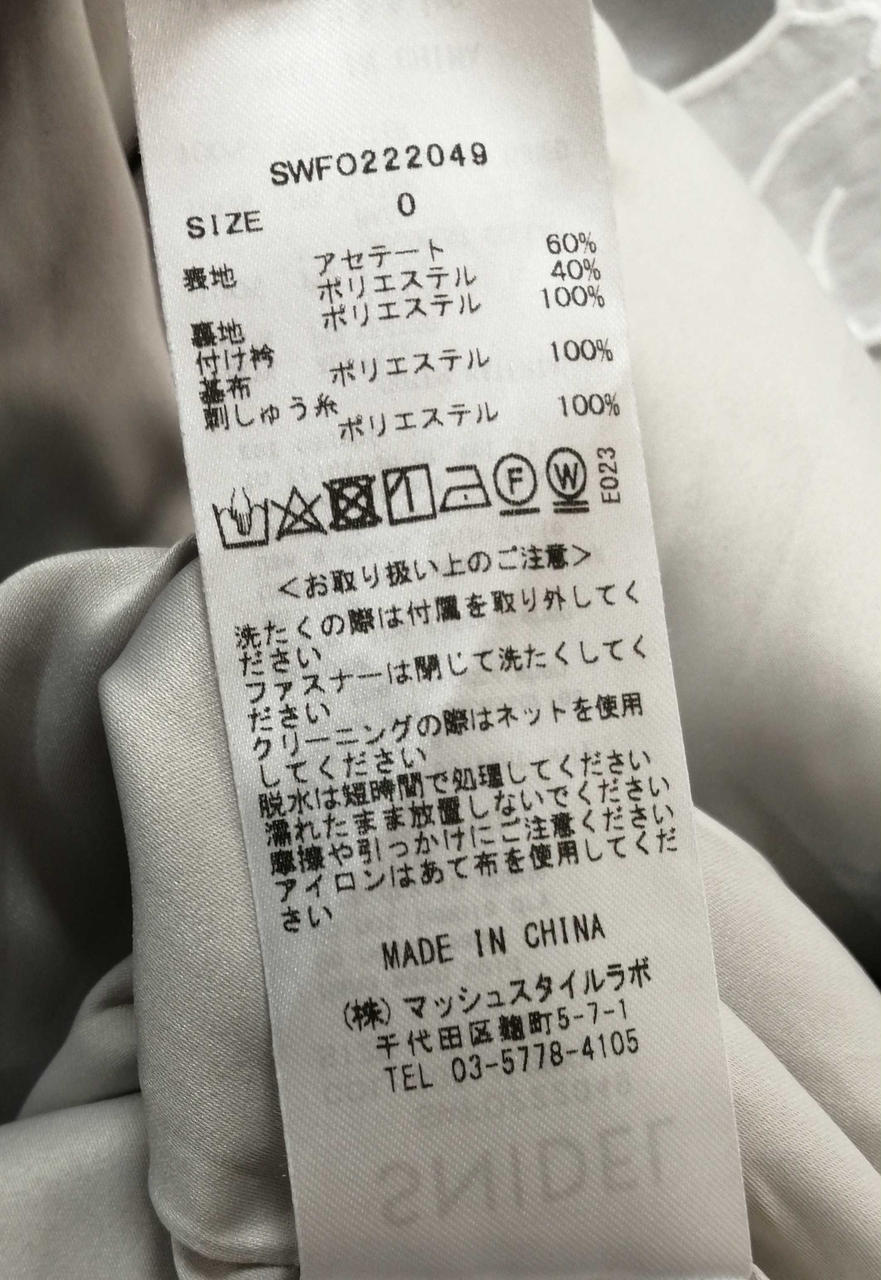 SWFO222049
SIZE 0
表地 アセテート 60%
ポリエステル 40%
ポリエステル 100%
裏地
付け衿
基布 ポリエステル 100%
刺しゅう糸
ポリエステル 100%
F W E023
<お取り扱い上のご注意>
洗たくの際は付属を取り外してく
ださい
ファスナーは閉じて洗たくしてく
ださい
クリーニングの際はネットを使用
してください
脱水は短時間で処理してください
濡れたまま放置しないでください
摩擦や引っかけにご注意ください
アイロンはあて布を使用してくだ
さい
MADE IN CHINA
(株)マッシュスタイルラボ
千代田区麹町5-7-1
TEL 03-5778-4105
SNIDEL